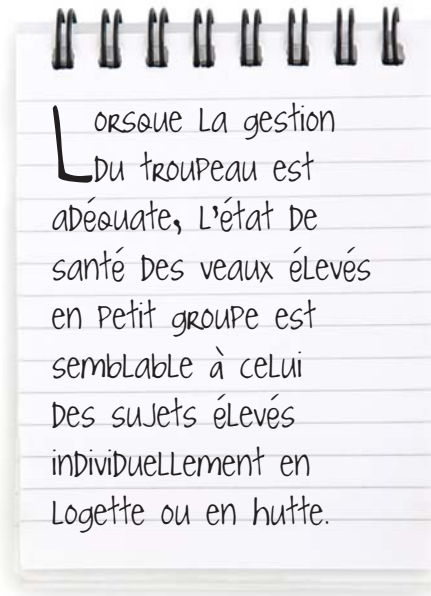 Lorsque la gestion
du troupeau est
adéquate, l'état de
santé des veaux élevés
en petit groupe est
semblable à celui
des sujets élevés
individuellement en
logette ou en hutte.